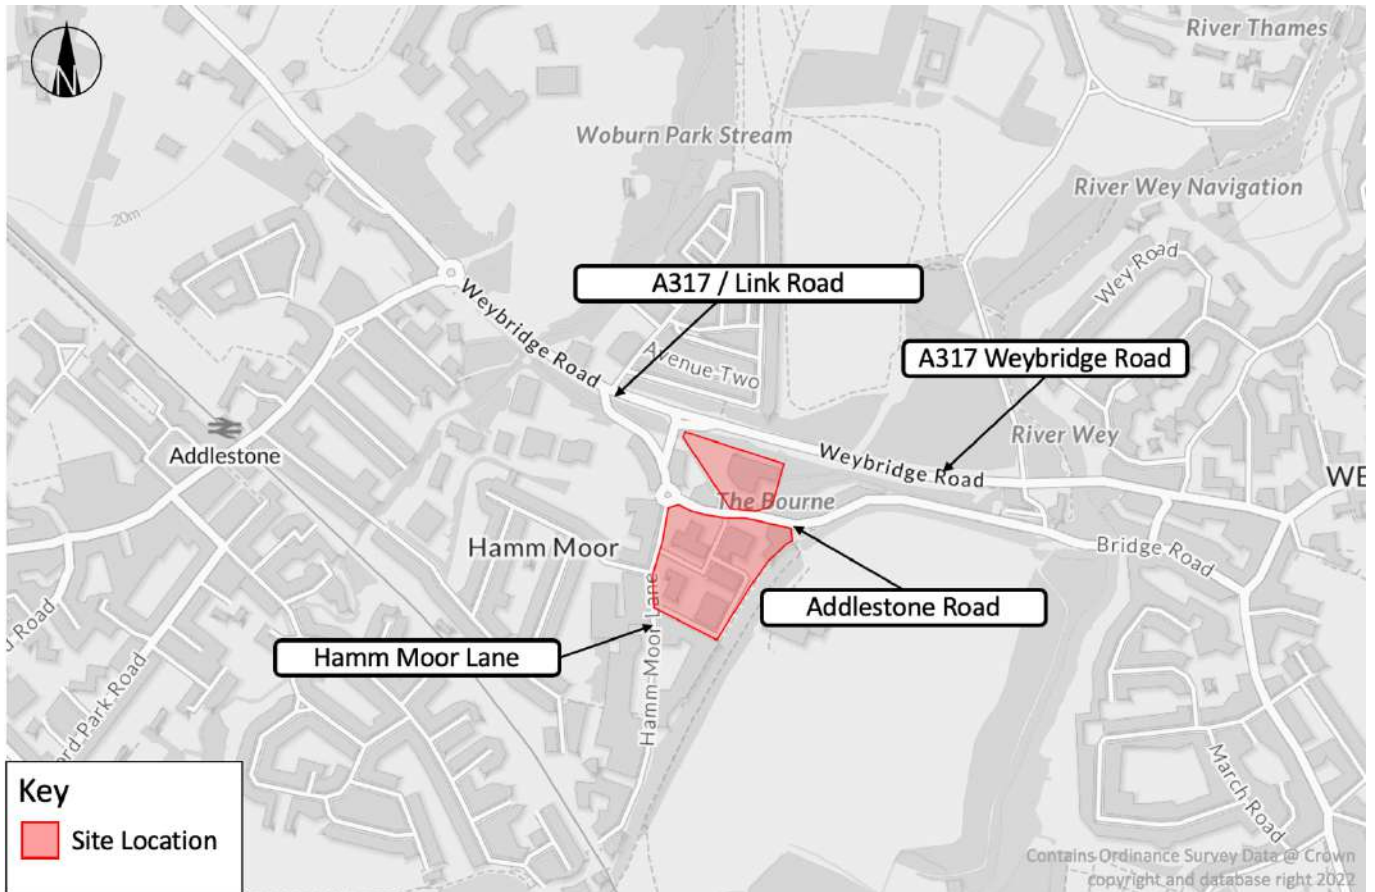 River Thames
N
Woburn Park Stream
River Wey Navigation
20m
Wey Road
A317 / Link Road
Weybridge Road
Avenue Two
A317 Weybridge Road
River Wey
Addlestone
Weybridge Road
WE
The Bourne
Hamm Moor
Bridge Road
Addlestone Road
Hamm Moor Lane
Hamm Moor Lane
Road
ard Park Road
March Road
Key
Site Location
Contains Ordinance Survey Data @ Crown
copyright and database right 2022